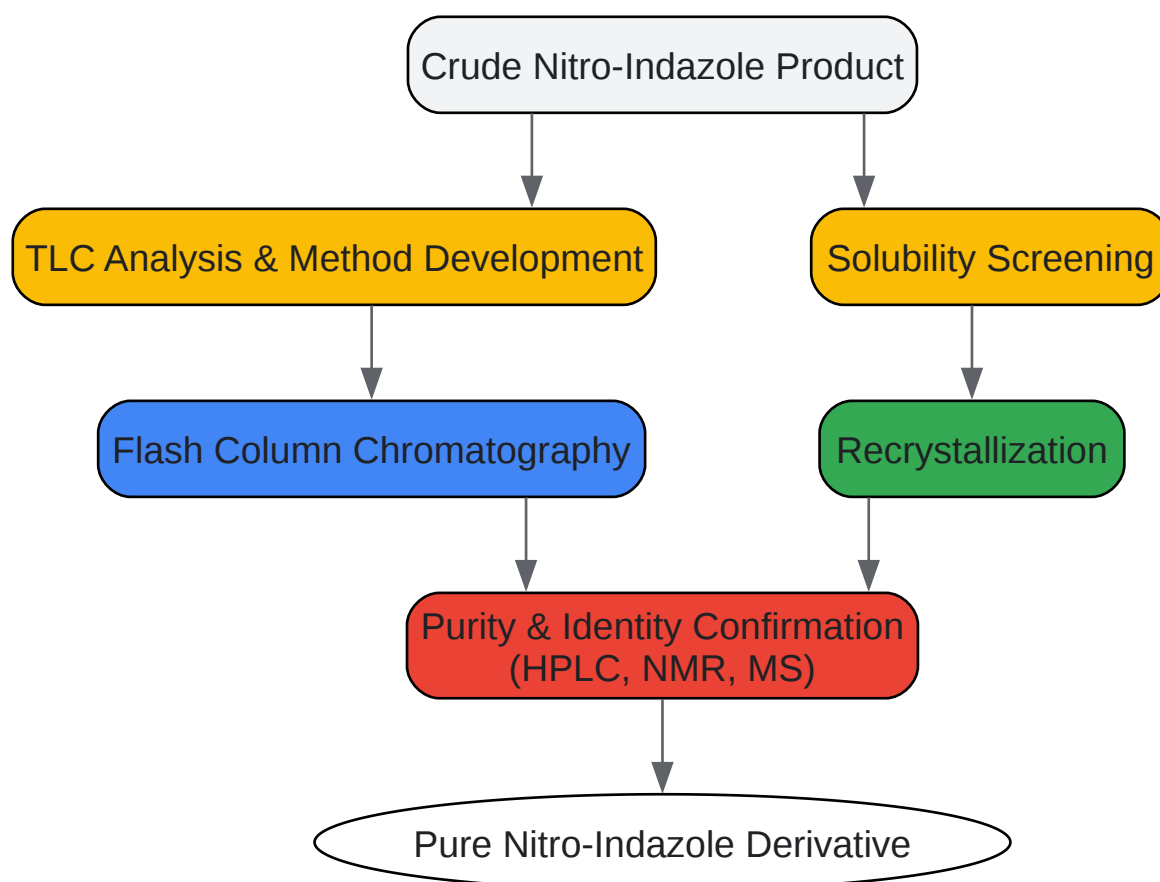 Crude Nitro-Indazole Product
TLC Analysis & Method Development
Solubility Screening
Flash Column Chromatography
Recrystallization
Purity & Identity Confirmation
(HPLC, NMR, MS)
Pure Nitro-Indazole Derivative